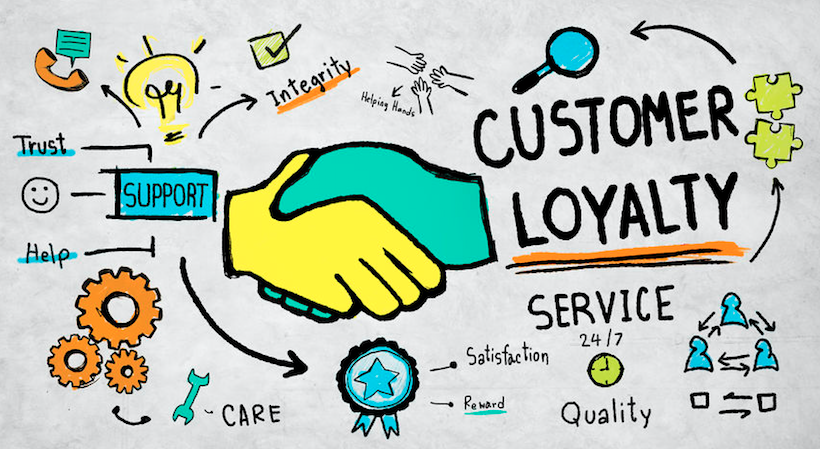 Integrity
Helping Hands
CUSTOMER
LOYALTY
Trust
SUPPORT
Help
SERVICE
24/7
Satisfaction
Reward
CARE
Quality